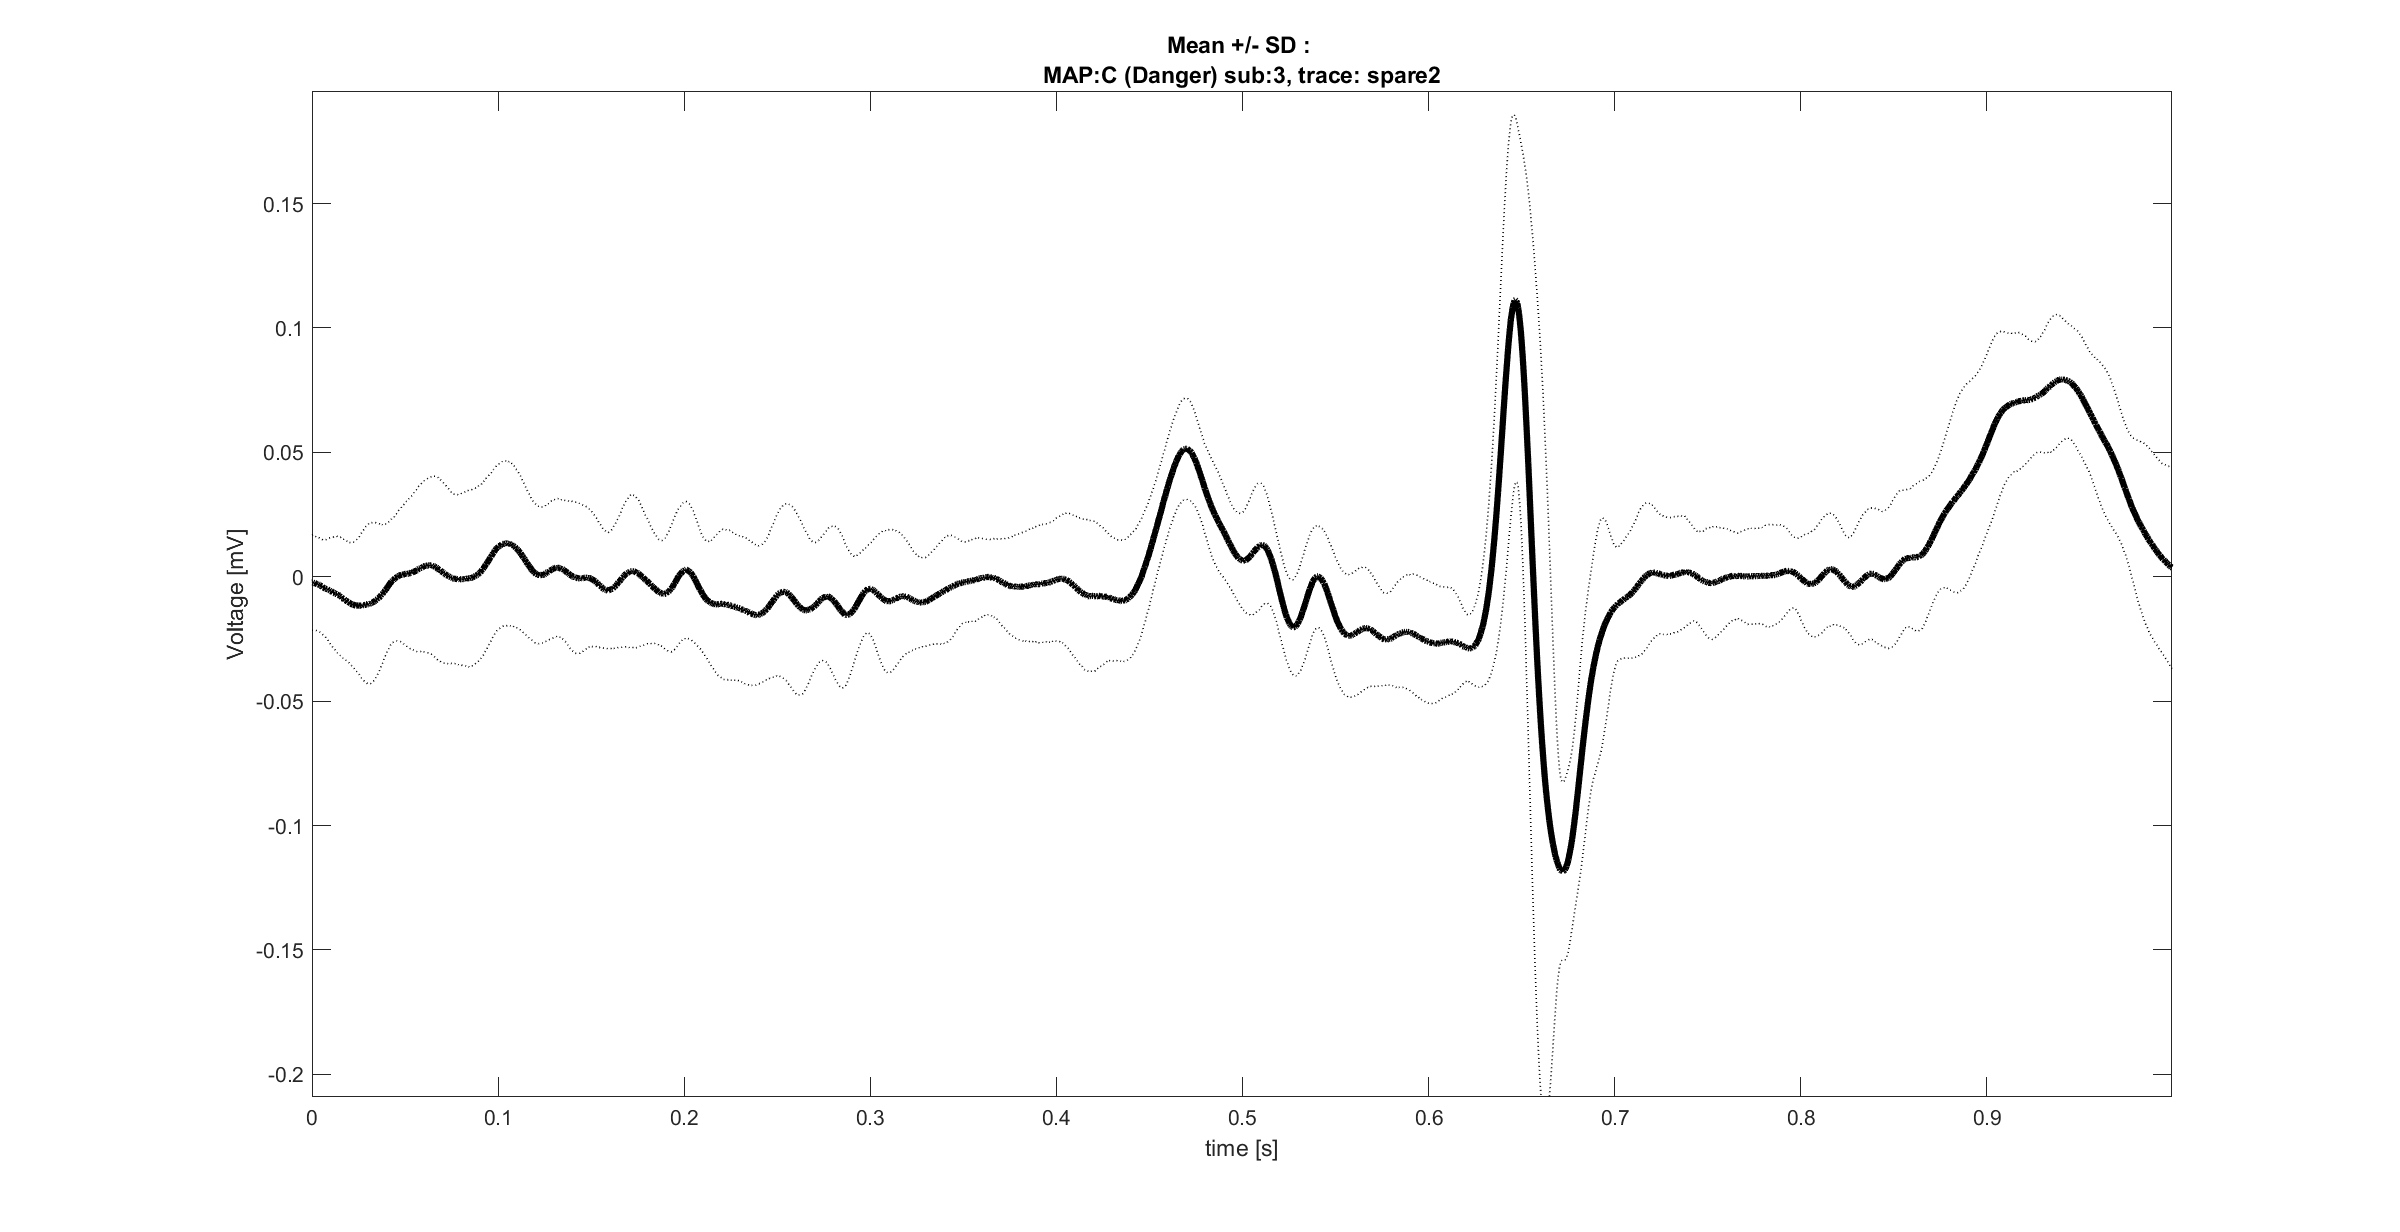 Mean +/- SD :
MAP:C (Danger) sub:3, trace: spare2
Voltage [mV]
0.15
0.1
0.05
0
-0.05
-0.1
-0.15
-0.2
0 0.1 0.2 0.3 0.4 0.5 0.6 0.7 0.8 0.9
time [s]